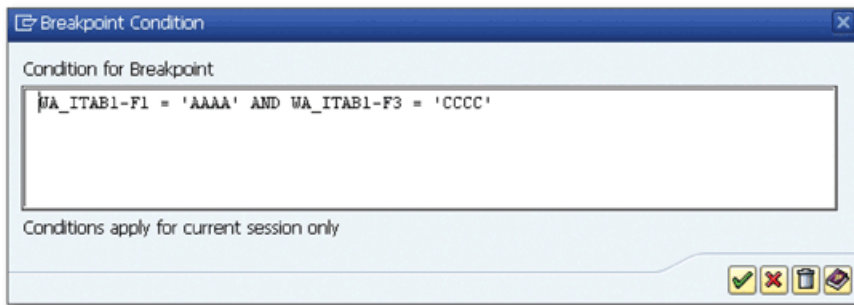 Breakpoint Condition
Condition for Breakpoint
WA_ITAB1-F1 = 'AAAA' AND WA_ITAB1-F3 = 'CCCC'
Conditions apply for current session only